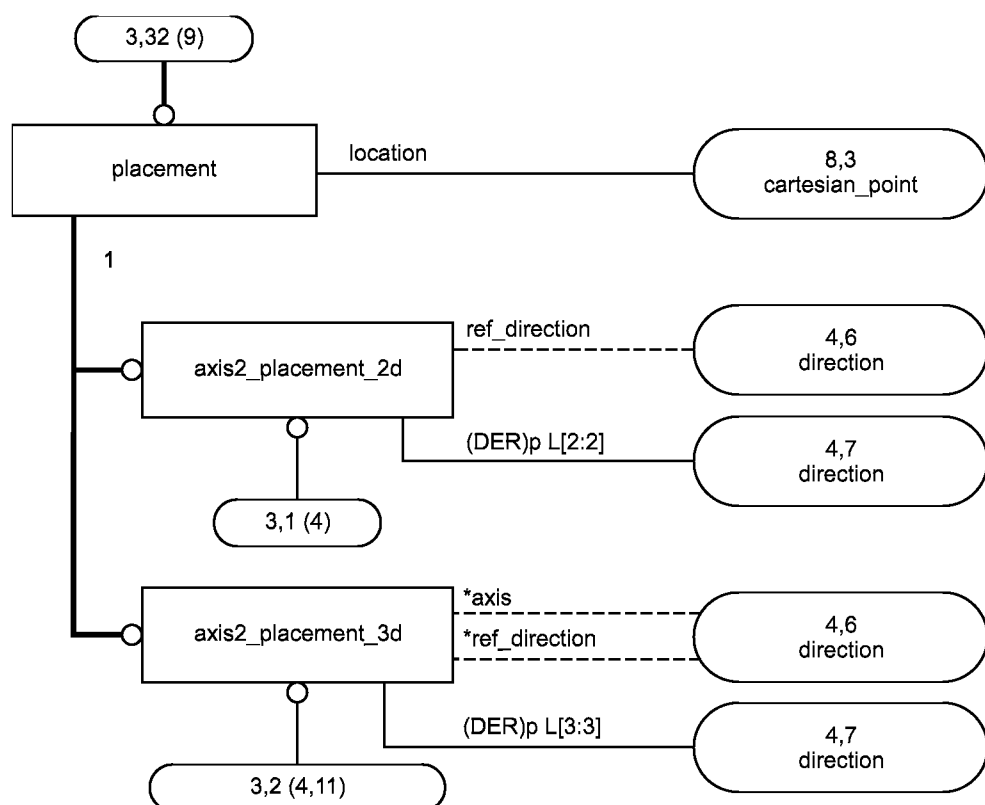 3,32 (9)
placement
location
8,3
cartesian_point
1
axis2_placement_2d
ref_direction
4,6
direction
(DER)p L[2:2]
4,7
direction
3,1 (4)
axis2_placement_3d
*axis
*ref_direction
4,6
direction
(DER)p L[3:3]
4,7
direction
3,2 (4,11)